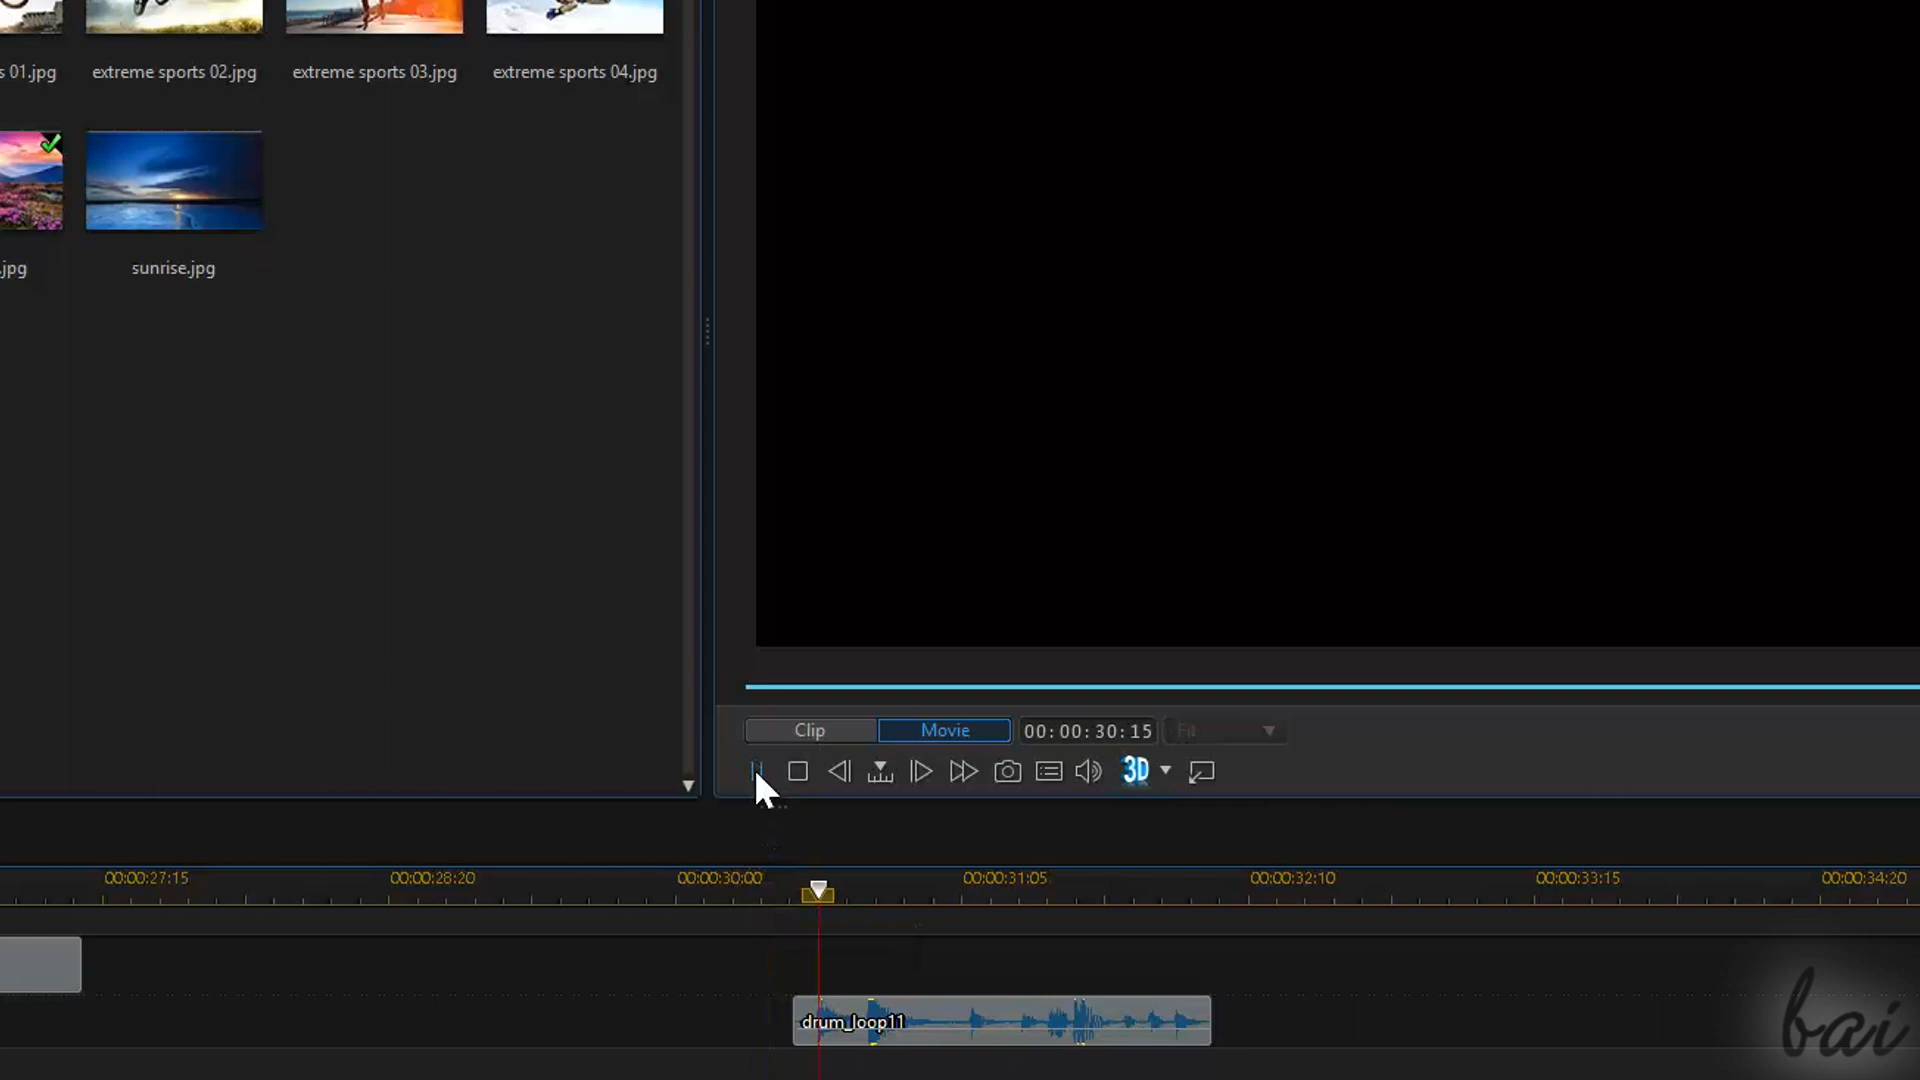 s 01.jpg
extreme sports 02.jpg
extreme sports 03.jpg
extreme sports 04.jpg
.jpg
sunrise.jpg
Clip
Movie
00:00:30:15
Fit
3D
00:00:27:15
00:00:28:20
00:00:30:00
00:00:31:05
00:00:32:10
00:00:33:15
00:00:34:20
drum_loop11
bai